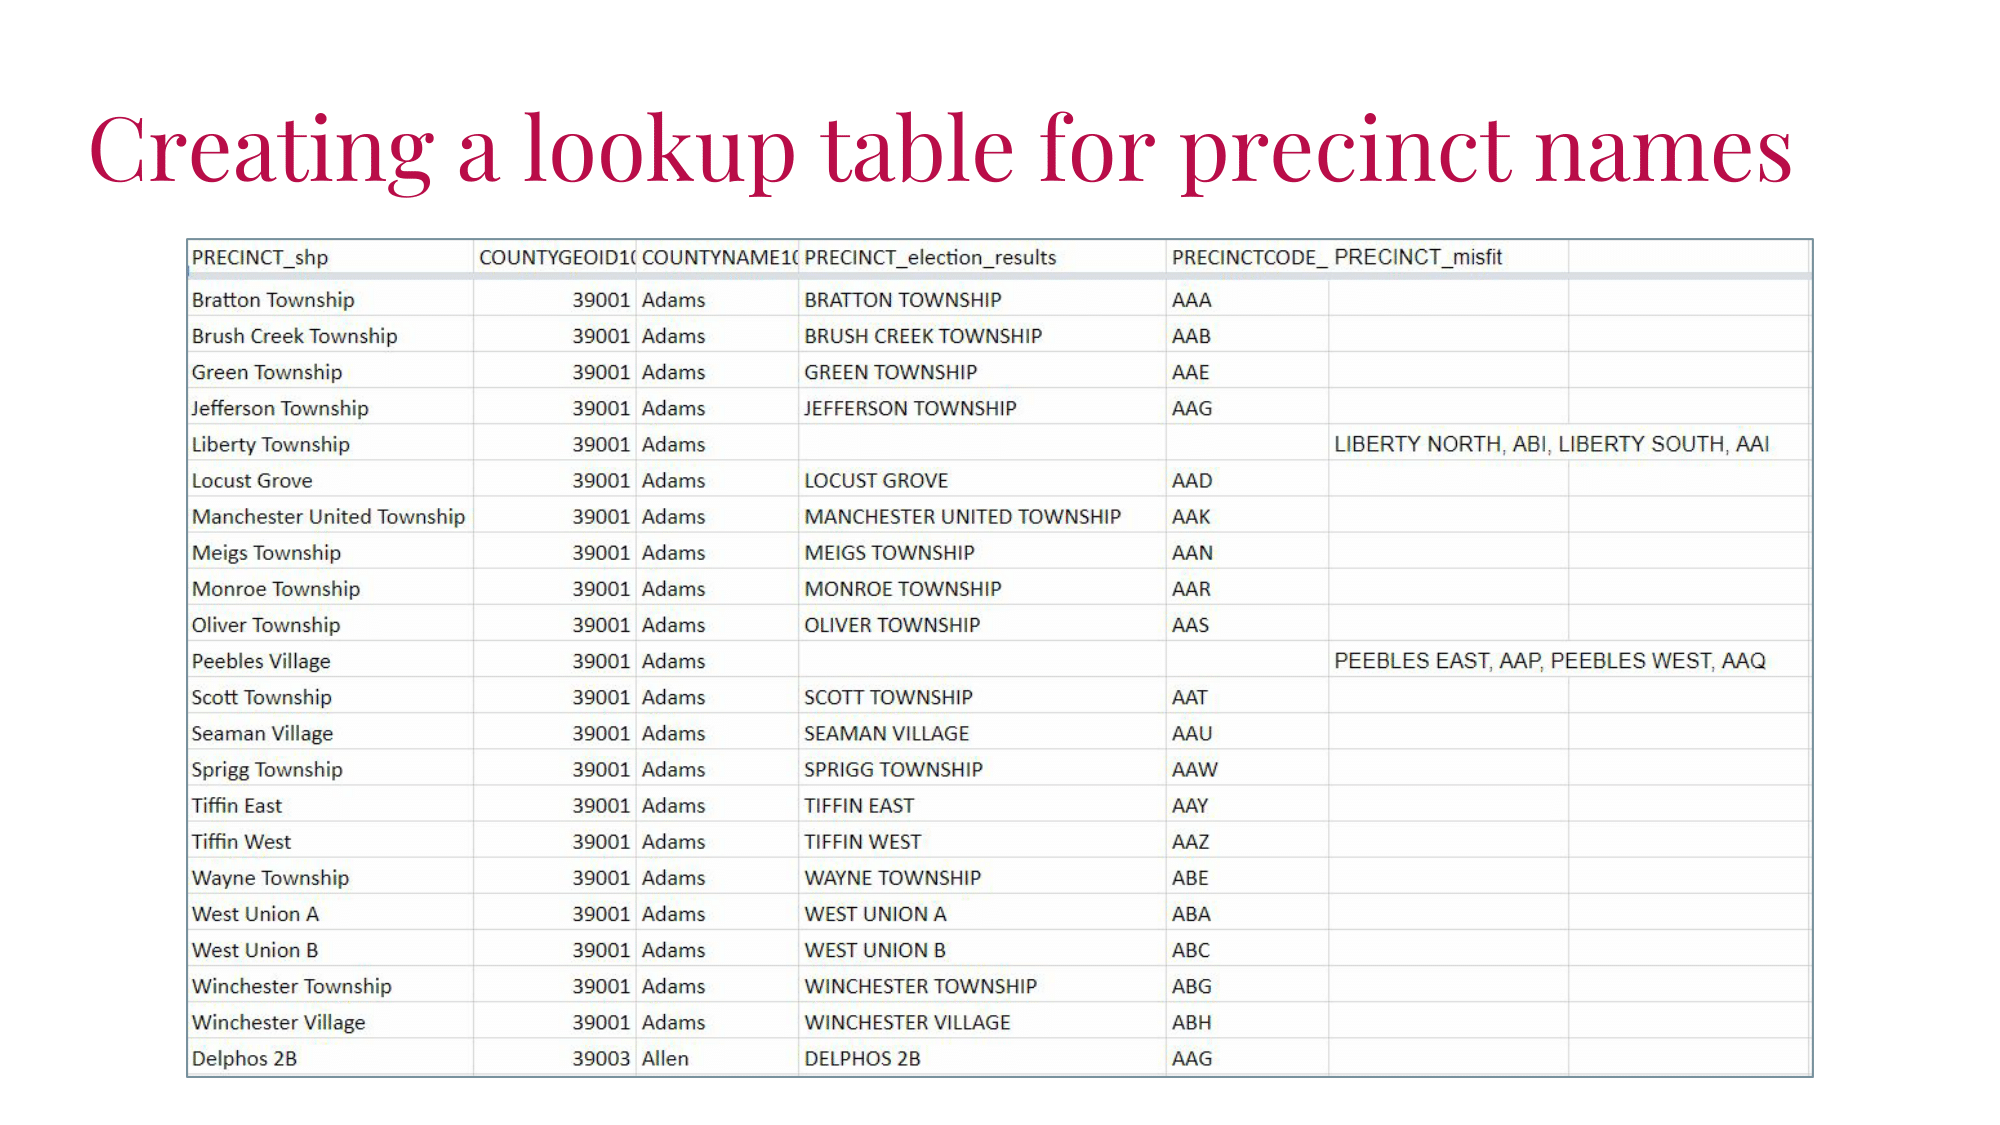 Creating a lookup table for precinct names
PRECINCT_shp COUNTYGEOID10 COUNTYNAME10 PRECINCT_election_results PRECINCTCODE_ PRECINCT_misfit
Bratton Township 39001 Adams BRATTON TOWNSHIP AAA
Brush Creek Township 39001 Adams BRUSH CREEK TOWNSHIP AAB
Green Township 39001 Adams GREEN TOWNSHIP AAE
Jefferson Township 39001 Adams JEFFERSON TOWNSHIP AAG
Liberty Township 39001 Adams LIBERTY NORTH, ABI, LIBERTY SOUTH, AAI
Locust Grove 39001 Adams LOCUST GROVE AAD
Manchester United Township 39001 Adams MANCHESTER UNITED TOWNSHIP AAK
Meigs Township 39001 Adams MEIGS TOWNSHIP AAN
Monroe Township 39001 Adams MONROE TOWNSHIP AAR
Oliver Township 39001 Adams OLIVER TOWNSHIP AAS
Peebles Village 39001 Adams PEEBLES EAST, AAP, PEEBLES WEST, AAQ
Scott Township 39001 Adams SCOTT TOWNSHIP AAT
Seaman Village 39001 Adams SEAMAN VILLAGE AAU
Sprigg Township 39001 Adams SPRIGG TOWNSHIP AAW
Tiffin East 39001 Adams TIFFIN EAST AAY
Tiffin West 39001 Adams TIFFIN WEST AAZ
Wayne Township 39001 Adams WAYNE TOWNSHIP ABE
West Union A 39001 Adams WEST UNION A ABA
West Union B 39001 Adams WEST UNION B ABC
Winchester Township 39001 Adams WINCHESTER TOWNSHIP ABG
Winchester Village 39001 Adams WINCHESTER VILLAGE ABH
Delphos 2B 39003 Allen DELPHOS 2B AAG